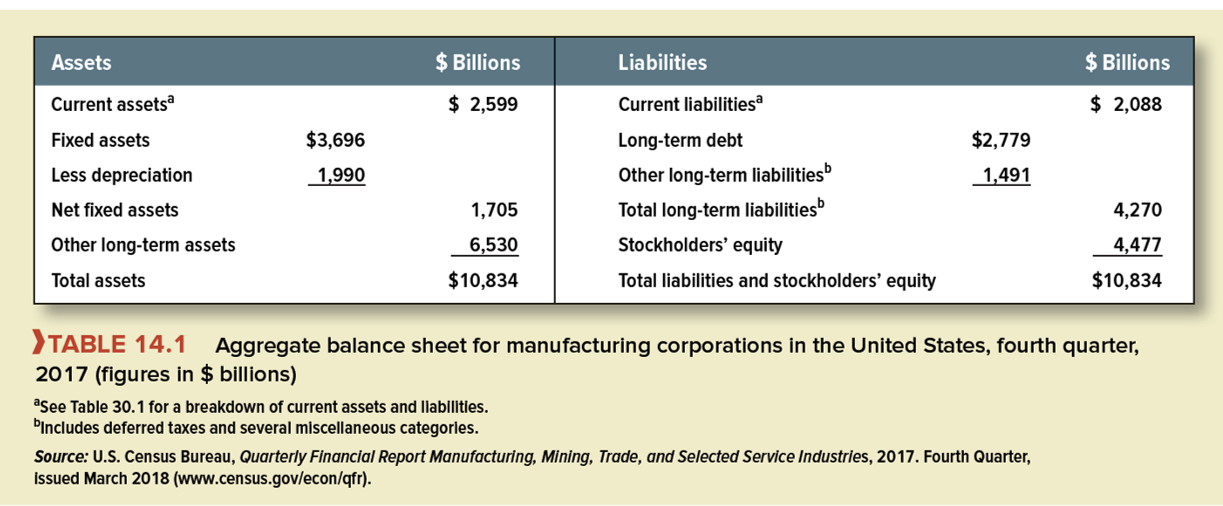 Assets $ Billions Liabilities $ Billions
Current assetsᵃ $ 2,599 Current liabilitiesᵃ $ 2,088
Fixed assets $3,696 Long-term debt $2,779
Less depreciation 1,990 Other long-term liabilitiesᵇ 1,491
Net fixed assets 1,705 Total long-term liabilitiesᵇ 4,270
Other long-term assets 6,530 Stockholders’ equity 4,477
Total assets $10,834 Total liabilities and stockholders’ equity $10,834
❱TABLE 14.1 Aggregate balance sheet for manufacturing corporations in the United States, fourth quarter,
2017 (figures in $ billions)
ᵃSee Table 30.1 for a breakdown of current assets and liabilities.
ᵇIncludes deferred taxes and several miscellaneous categories.
Source: U.S. Census Bureau, Quarterly Financial Report Manufacturing, Mining, Trade, and Selected Service Industries, 2017. Fourth Quarter,
issued March 2018 (www.census.gov/econ/qfr).